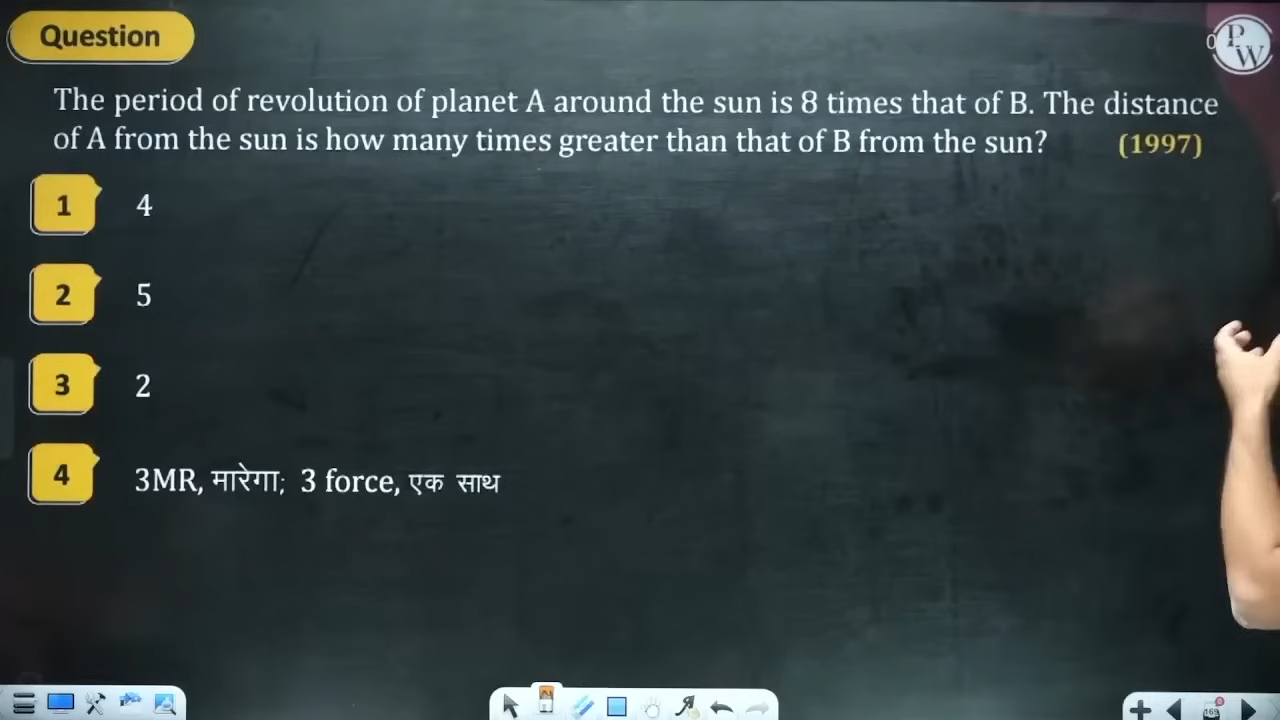 Question
The period of revolution of planet A around the sun is 8 times that of B. The distance
of A from the sun is how many times greater than that of B from the sun? (1997)
1 4
2 5
3 2
4 3MR, मारेगा; 3 force, एक साथ
PW
169